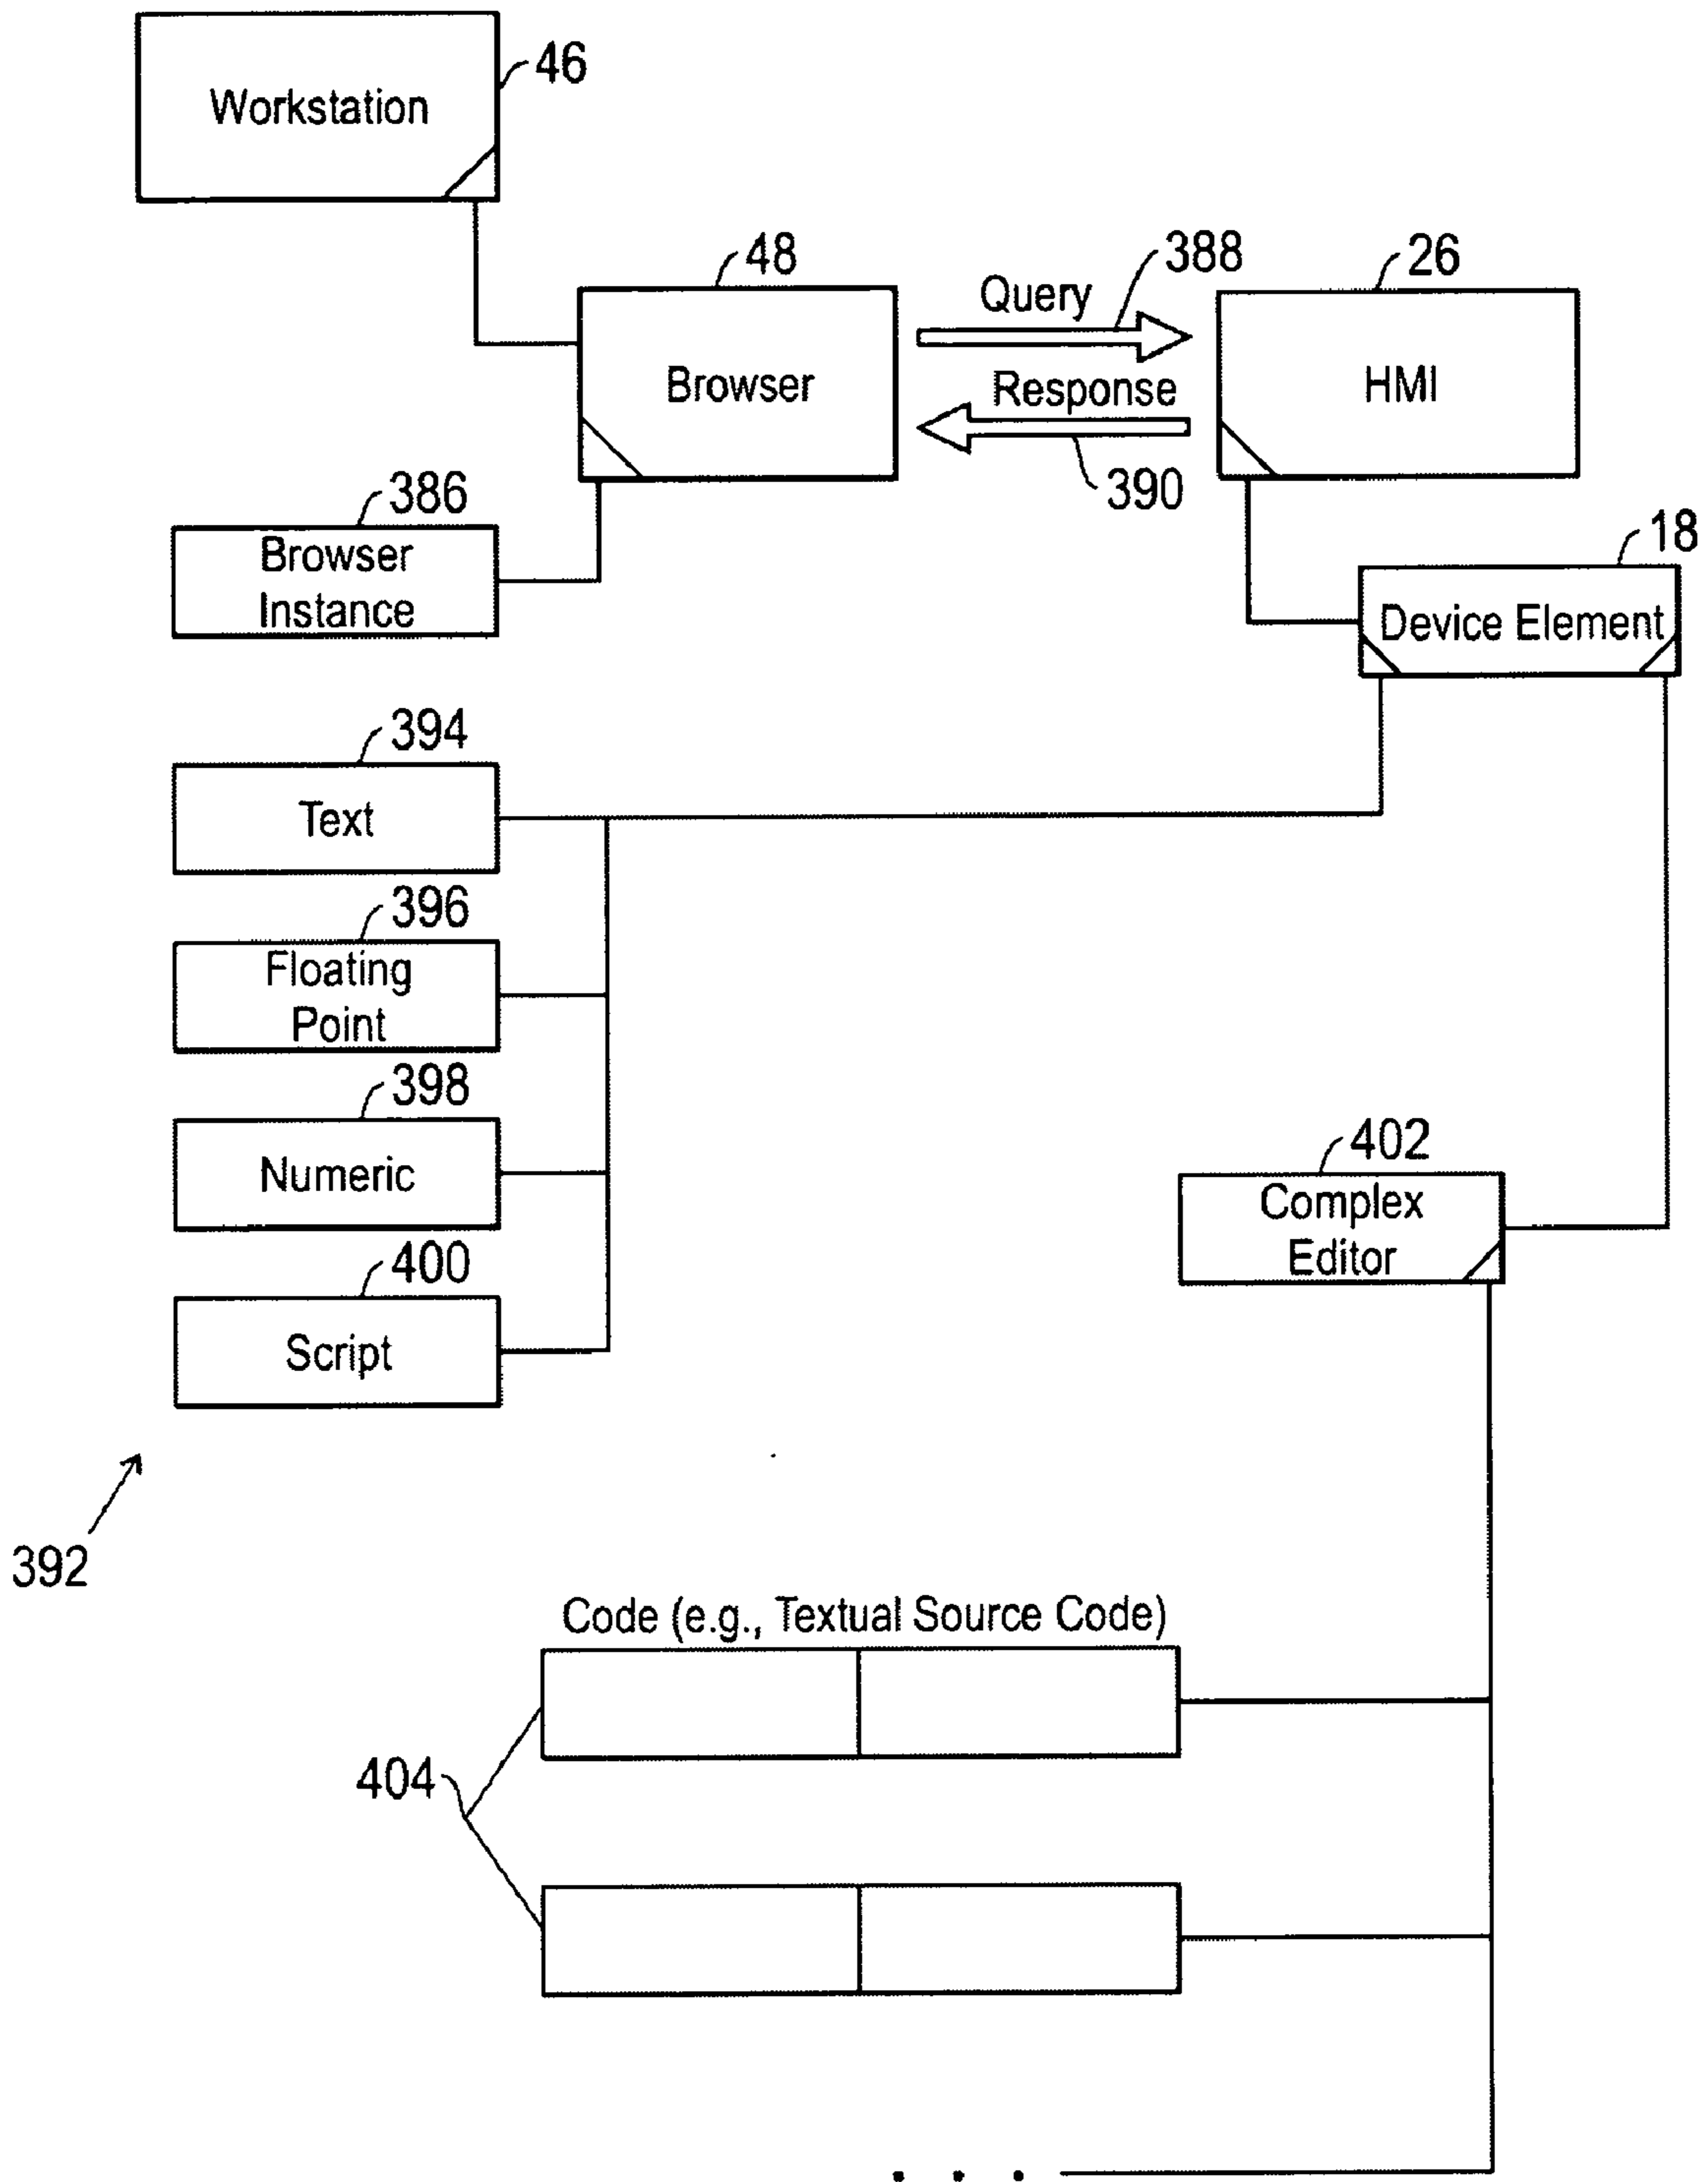 46
Workstation
48
388
26
Query
Browser
HMI
Response
390
386
18
Browser
Instance
Device Element
394
Text
396
Floating
Point
398
Numeric
402
Complex
Editor
400
Script
392
Code (e.g., Textual Source Code)
404
. . .